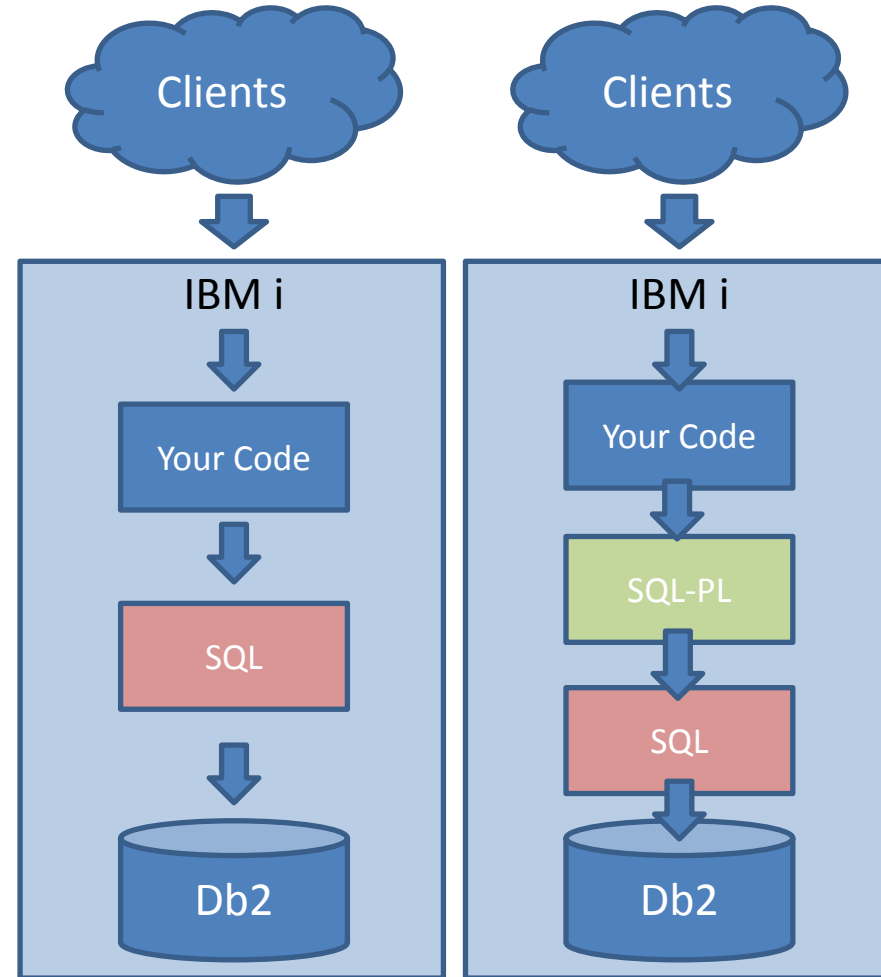 Clients
IBM i
Your Code
SQL
Db2
Clients
IBM i
Your Code
SQL-PL
SQL
Db2